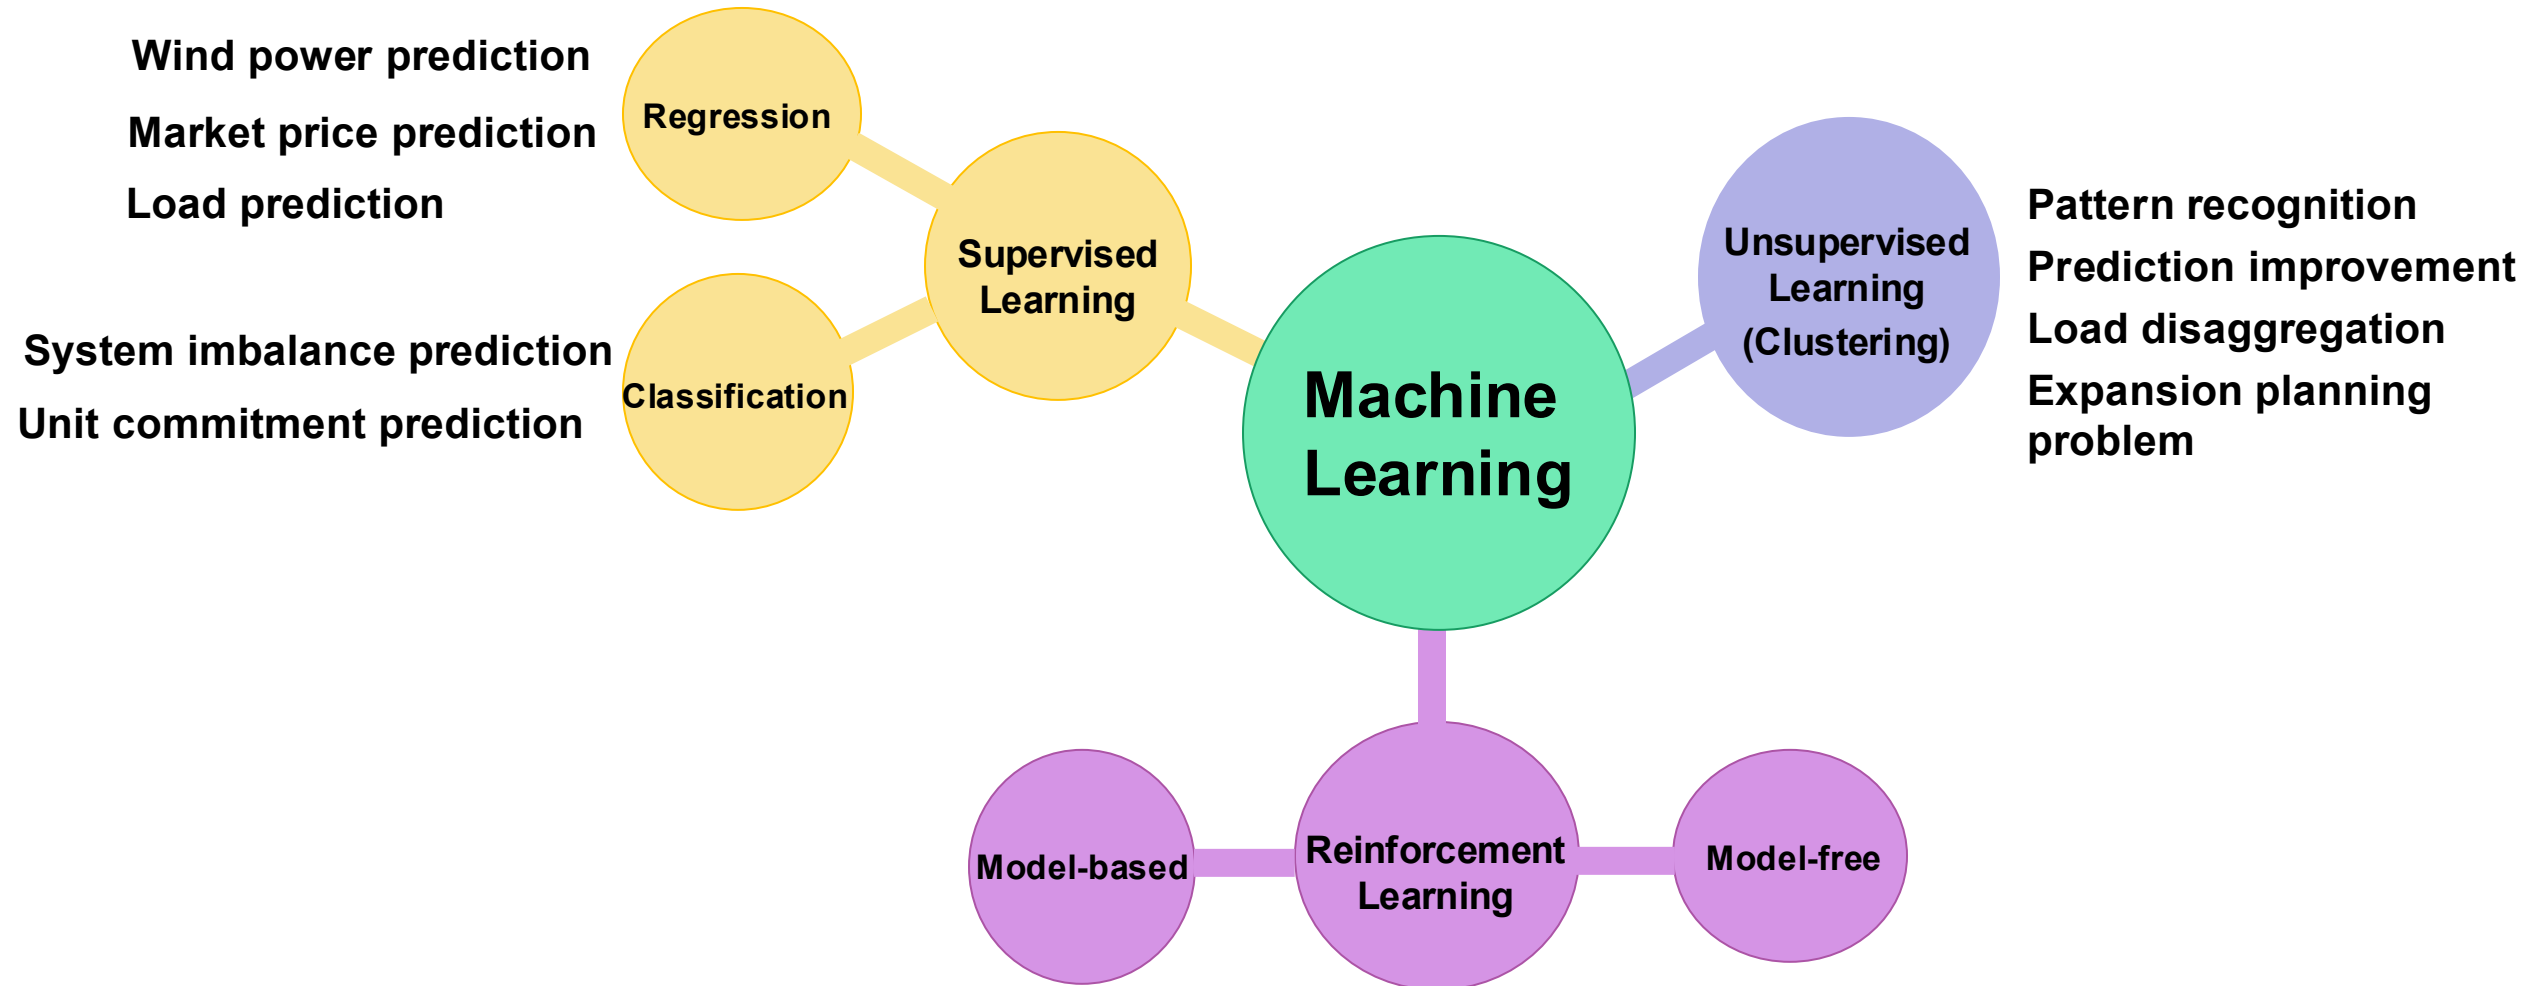 Wind power prediction
Market price prediction
Load prediction
Regression
System imbalance prediction
Unit commitment prediction
Classification
Supervised
Learning
Machine
Learning
Unsupervised
Learning
(Clustering)
Pattern recognition
Prediction improvement
Load disaggregation
Expansion planning
problem
Model-based
Reinforcement
Learning
Model-free